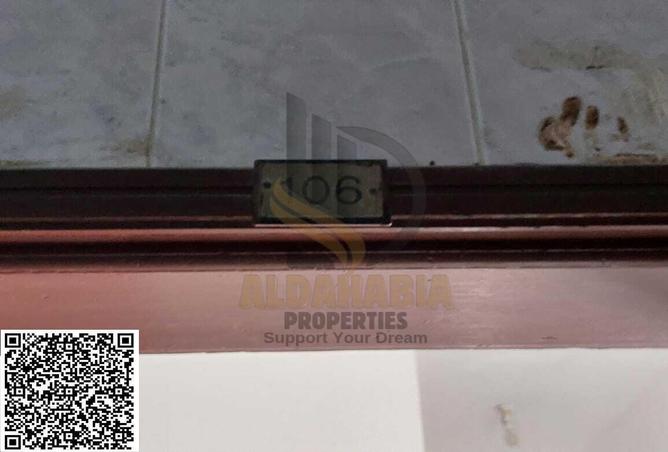 106
ALDAHABIA
PROPERTIES
Support Your Dream